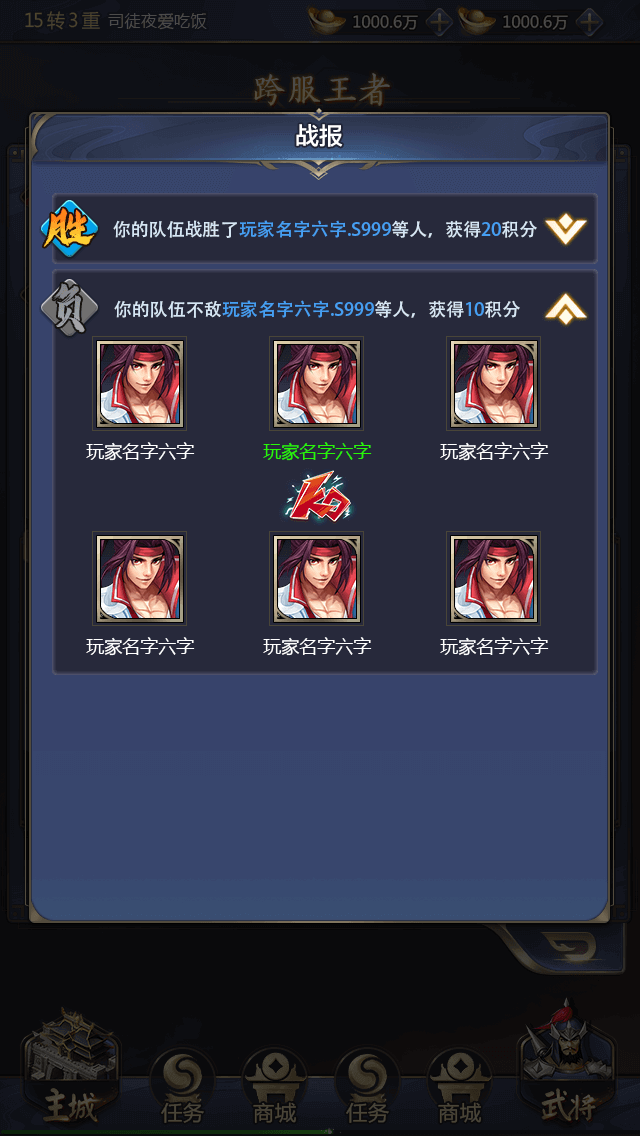 15转3重 司徒夜爱吃饭 1000.6万 1000.6万
跨服王者
战报
胜 你的队伍战胜了玩家名字六字.S999等人，获得20积分
负 你的队伍不敌玩家名字六字.S999等人，获得10积分
玩家名字六字 玩家名字六字 玩家名字六字
KO
玩家名字六字 玩家名字六字 玩家名字六字
主城 任务 商城 任务 商城 武将